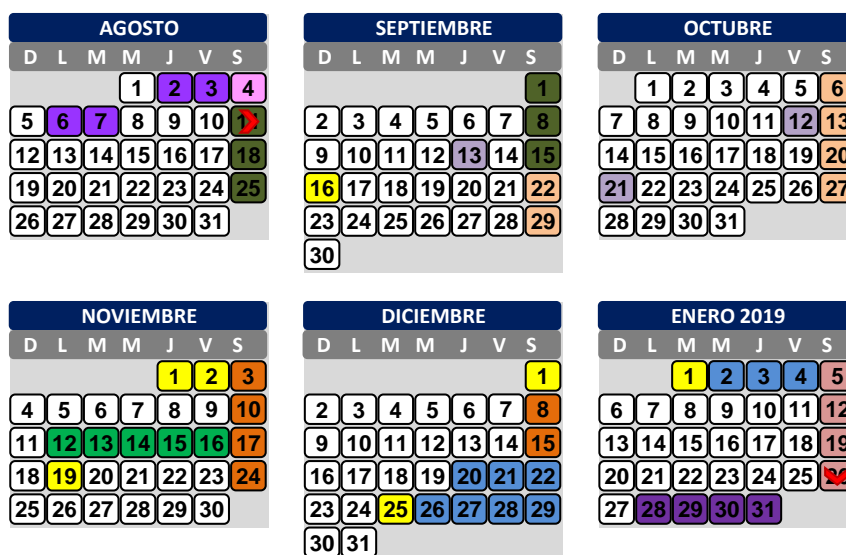 AGOSTO
D L M M J V S
1 2 3 4
5 6 7 8 9 10
12 13 14 15 16 17 18
19 20 21 22 23 24 25
26 27 28 29 30 31
SEPTIEMBRE
D L M M J V S
1
2 3 4 5 6 7 8
9 10 11 12 13 14 15
16 17 18 19 20 21 22
23 24 25 26 27 28 29
30
OCTUBRE
D L M M J V S
1 2 3 4 5 6
7 8 9 10 11 12 13
14 15 16 17 18 19 20
21 22 23 24 25 26 27
28 29 30 31
NOVIEMBRE
D L M M J V S
1 2 3
4 5 6 7 8 9 10
11 12 13 14 15 16 17
18 19 20 21 22 23 24
25 26 27 28 29 30
DICIEMBRE
D L M M J V S
1
2 3 4 5 6 7 8
9 10 11 12 13 14 15
16 17 18 19 20 21 22
23 24 25 26 27 28 29
30 31
ENERO 2019
D L M M J V S
1 2 3 4 5
6 7 8 9 10 11 12
13 14 15 16 17 18 19
20 21 22 23 24 25
27 28 29 30 31